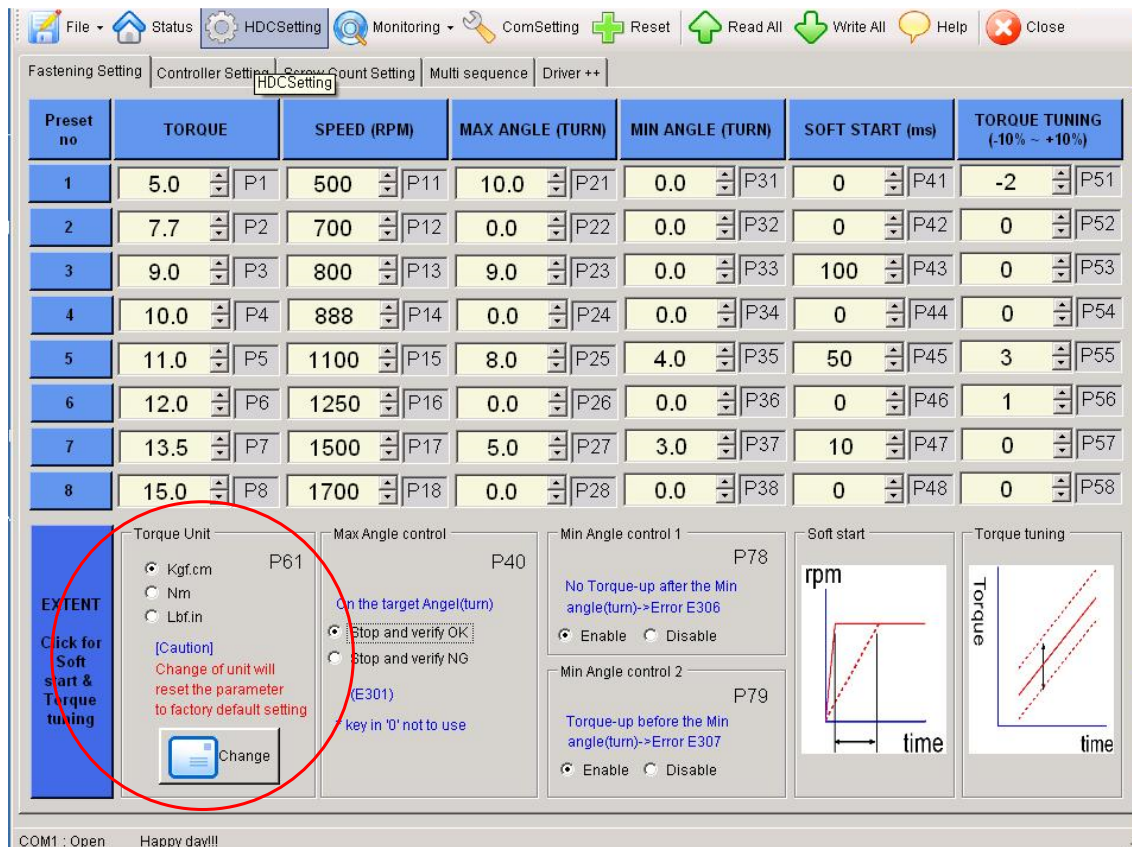 File Status HDCSetting Monitoring ComSetting Reset Read All Write All Help Close
Fastening Setting Controller Setting Screw Count Setting Multi sequence Driver ++
HDCSetting
Preset no TORQUE SPEED (RPM) MAX ANGLE (TURN) MIN ANGLE (TURN) SOFT START (ms) TORQUE TUNING (-10% ~ +10%)
1 5.0 P1 500 P11 10.0 P21 0.0 P31 0 P41 -2 P51
2 7.7 P2 700 P12 0.0 P22 0.0 P32 0 P42 0 P52
3 9.0 P3 800 P13 9.0 P23 0.0 P33 100 P43 0 P53
4 10.0 P4 888 P14 0.0 P24 0.0 P34 0 P44 0 P54
5 11.0 P5 1100 P15 8.0 P25 4.0 P35 50 P45 3 P55
6 12.0 P6 1250 P16 0.0 P26 0.0 P36 0 P46 1 P56
7 13.5 P7 1500 P17 5.0 P27 3.0 P37 10 P47 0 P57
8 15.0 P8 1700 P18 0.0 P28 0.0 P38 0 P48 0 P58
EXTENT
Click for
Soft
start &
Torque
tuning
Torque Unit
P61
Kgf.cm
Nm
Lbf.in
[Caution]
Change of unit will
reset the parameter
to factory default setting
Change
Max Angle control
P40
On the target Angel(turn)
Stop and verify OK
Stop and verify NG
(E301)
* key in '0' not to use
Min Angle control 1
P78
No Torque-up after the Min
angle(turn)->Error E306
Enable Disable
Min Angle control 2
P79
Torque-up before the Min
angle(turn)->Error E307
Enable Disable
Soft start
rpm
time
Torque tuning
Torque
time
COM1 : Open Happy day!!!